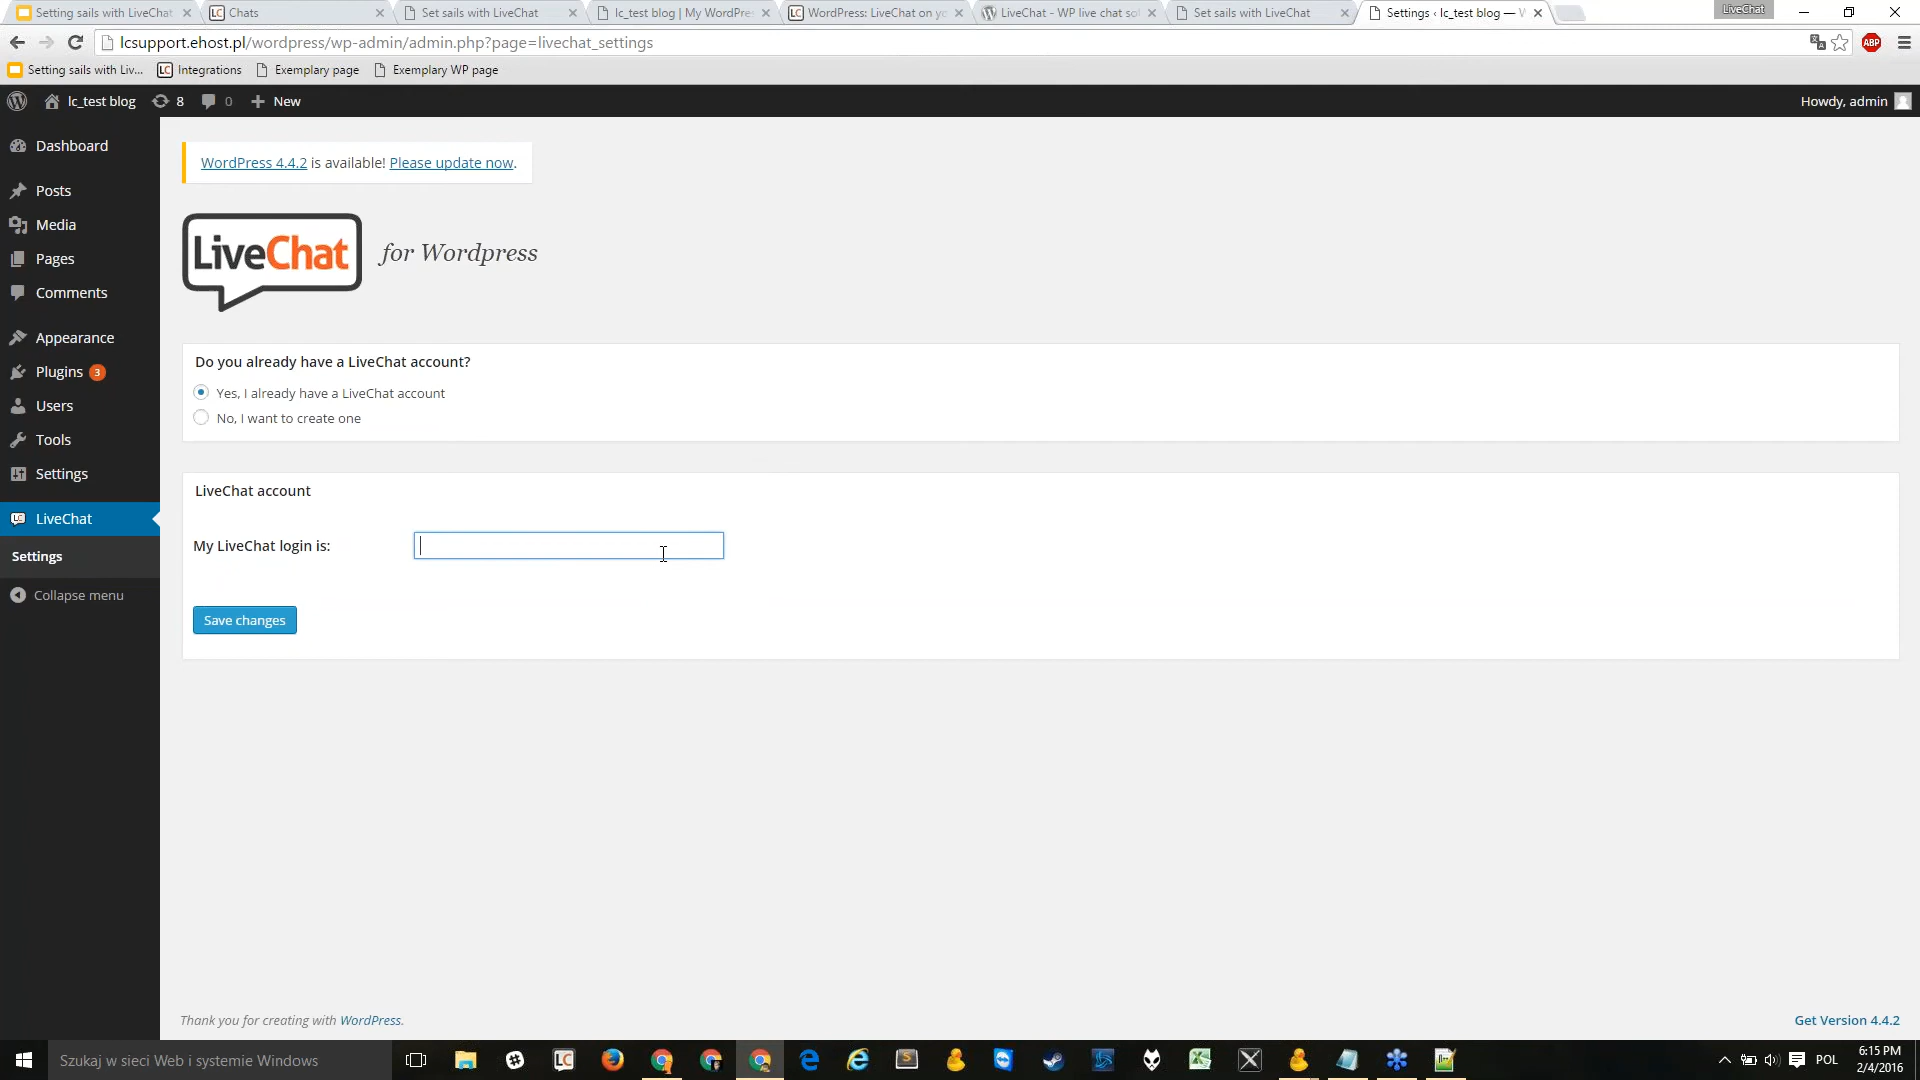 Setting sails with LiveChat
Chats
Set sails with LiveChat
lc_test blog | My WordPre
WordPress: LiveChat on yo
LiveChat - WP live chat so
Set sails with LiveChat
Settings ‹ lc_test blog — W
LiveChat
lcsupport.ehost.pl/wordpress/wp-admin/admin.php?page=livechat_settings
ABP
Setting sails with Liv...
LC Integrations
Exemplary page
Exemplary WP page
lc_test blog
8
0
New
Howdy, admin
Dashboard
Posts
Media
Pages
Comments
Appearance
Plugins 3
Users
Tools
Settings
LC LiveChat
Settings
Collapse menu
WordPress 4.4.2 is available! Please update now.
LiveChat for Wordpress
Do you already have a LiveChat account?
Yes, I already have a LiveChat account
No, I want to create one
LiveChat account
My LiveChat login is:
Save changes
Thank you for creating with WordPress.
Get Version 4.4.2
Szukaj w sieci Web i systemie Windows
LC
POL
6:15 PM
2/4/2016